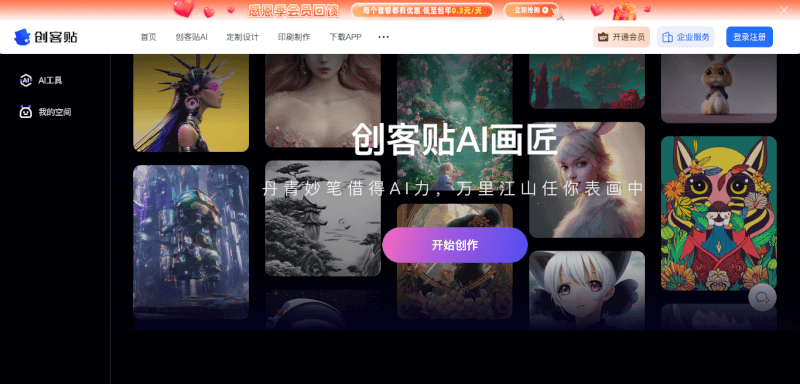 感恩季会员回馈
每个套餐都有优惠 低至包年0.3元/天
立即抢购
创客贴
首页
创客贴AI
定制设计
印刷制作
下载APP
开通会员
企业服务
登录注册
AI工具
我的空间
创客贴AI画匠
丹青妙笔借得AI力，万里江山任你表画中
开始创作